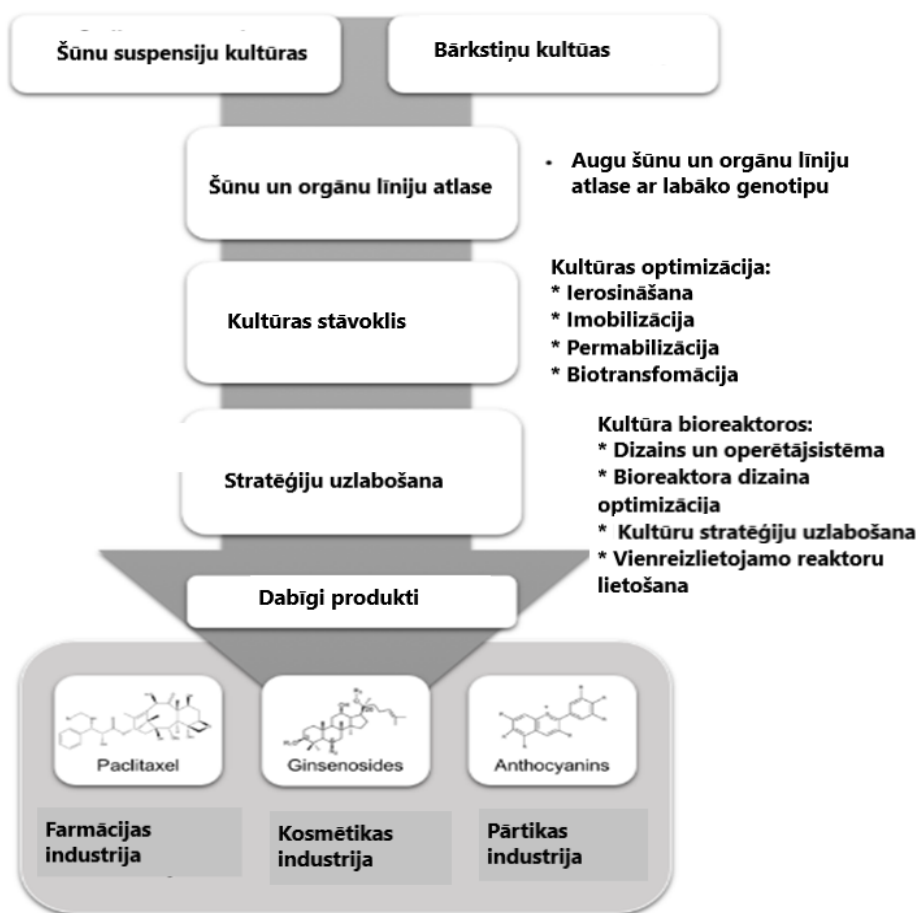 Šūnu suspensiju kultūras
Bārkstiņu kultūas
Šūnu un orgānu līniju atlase
• Augu šūnu un orgānu līniju
atlase ar labāko genotipu
Kultūras stāvoklis
Kultūras optimizācija:
* Ierosināšana
* Imobilizācija
* Permabilizācija
* Biotransfomācija
Stratēģiju uzlabošana
Kultūra bioreaktoros:
* Dizains un operētājsistēma
* Bioreaktora dizaina
optimizācija
* Kultūru stratēģiju uzlabošana
* Vienreizlietojamo reaktoru
lietošana
Dabīgi produkti
Paclitaxel
Ginsenosides
Anthocyanins
Farmācijas
industrija
Kosmētikas
industrija
Pārtikas
industrija